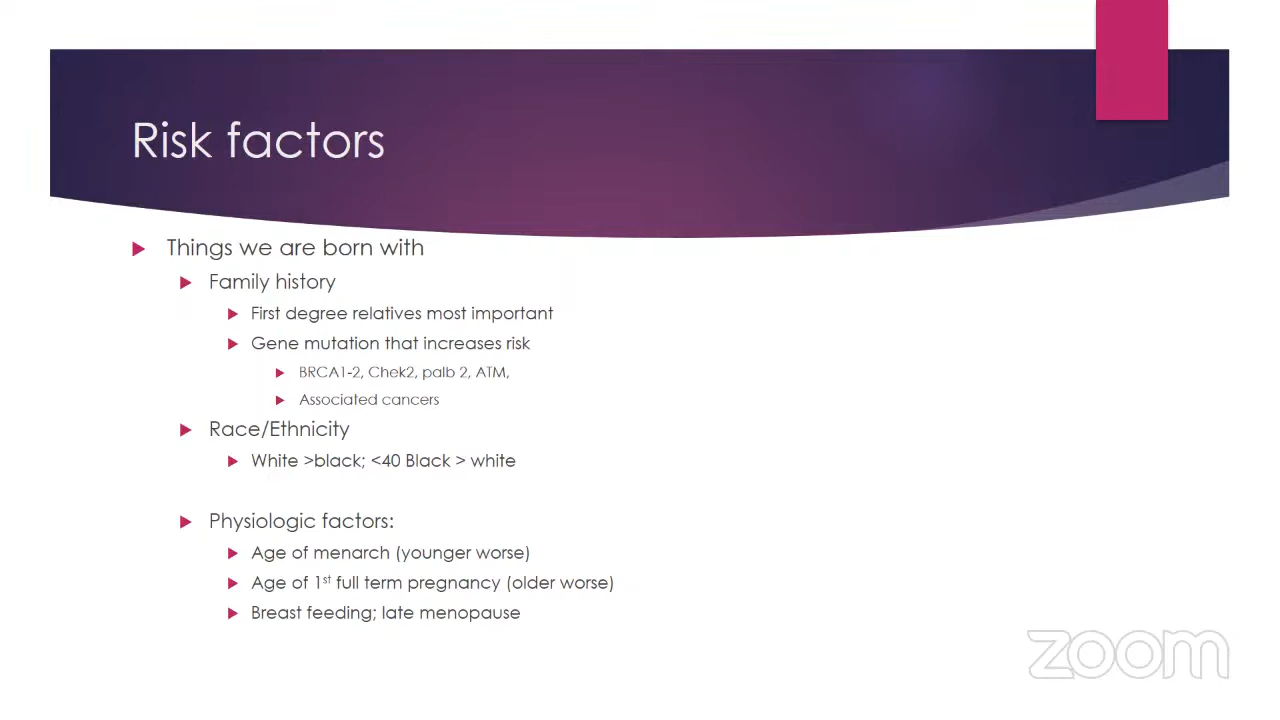 Risk factors
Things we are born with
Family history
First degree relatives most important
Gene mutation that increases risk
BRCA1-2, Chek2, palb 2, ATM,
Associated cancers
Race/Ethnicity
White >black; <40 Black > white
Physiologic factors:
Age of menarch (younger worse)
Age of 1st full term pregnancy (older worse)
Breast feeding; late menopause
zoom